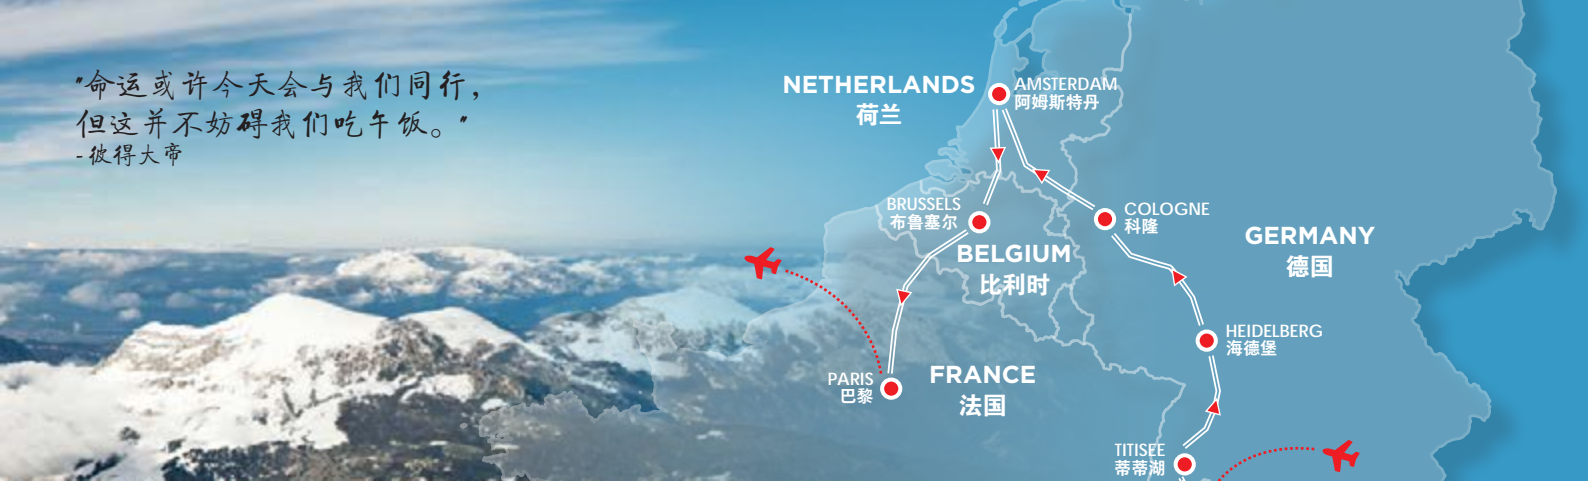 "命运或许今天会与我们同行，
但这并不妨碍我们吃午饭。"
-彼得大帝
NETHERLANDS
荷兰
AMSTERDAM
阿姆斯特丹
BRUSSELS
布鲁塞尔
COLOGNE
科隆
BELGIUM
比利时
GERMANY
德国
HEIDELBERG
海德堡
PARIS
巴黎
FRANCE
法国
TITISEE
蒂蒂湖